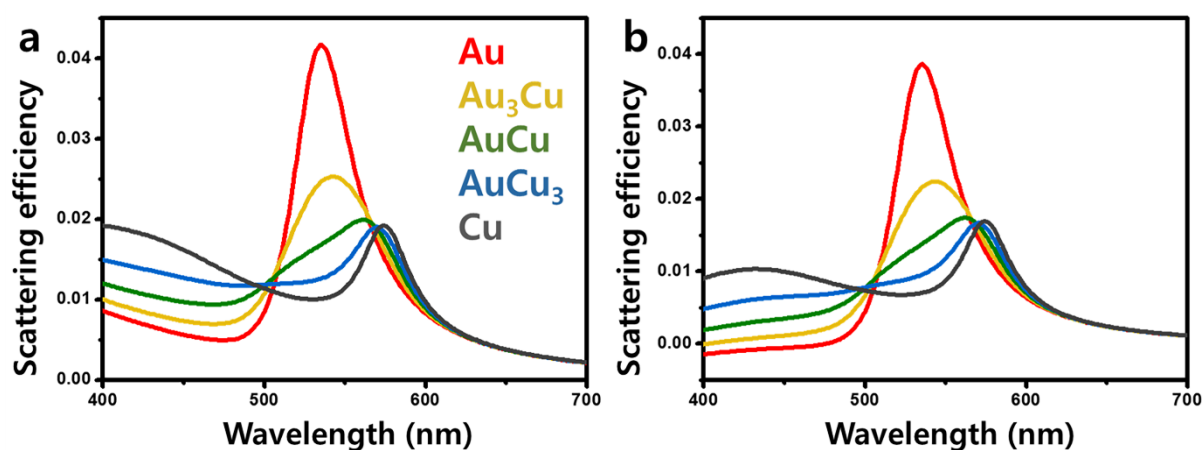 a
Scattering efficiency
0.04
0.03
0.02
0.01
0.00
400
500
600
700
Wavelength (nm)
Au
Au₃Cu
AuCu
AuCu₃
Cu
b
Scattering efficiency
0.04
0.03
0.02
0.01
0.00
400
500
600
700
Wavelength (nm)